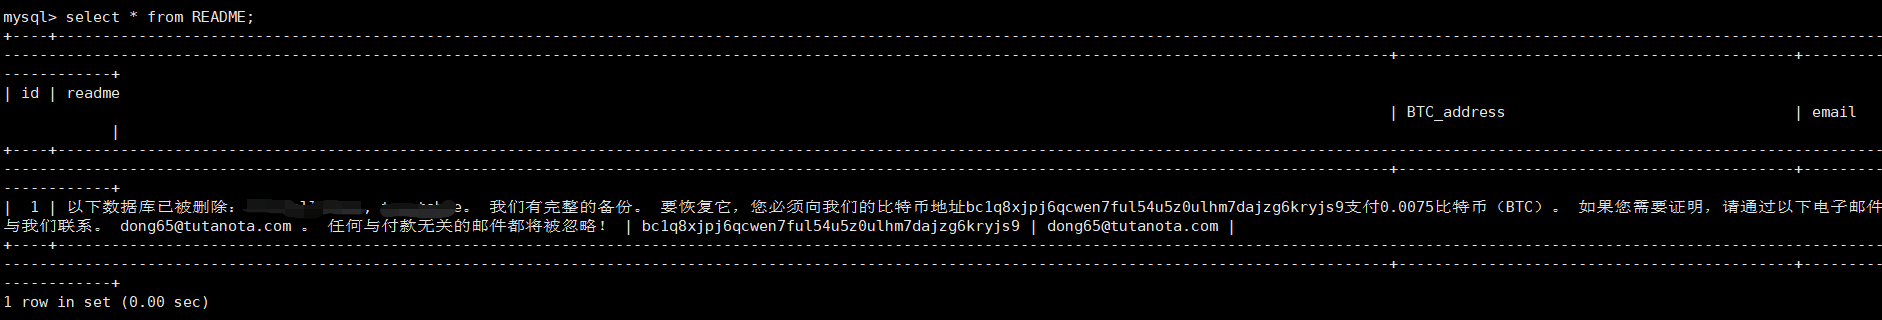 mysql> select * from README;
| id | readme
| BTC_address | email
|
| 1 | 以下数据库已被删除: , 。 我们有完整的备份。 要恢复它，您必须向我们的比特币地址bc1q8xjpj6qcwen7ful54u5z0ulhm7dajzg6kryjs9支付0.0075比特币（BTC）。 如果您需要证明，请通过以下电子邮件
与我们联系。 dong65@tutanota.com 。 任何与付款无关的邮件都将被忽略！ | bc1q8xjpj6qcwen7ful54u5z0ulhm7dajzg6kryjs9 | dong65@tutanota.com |
1 row in set (0.00 sec)